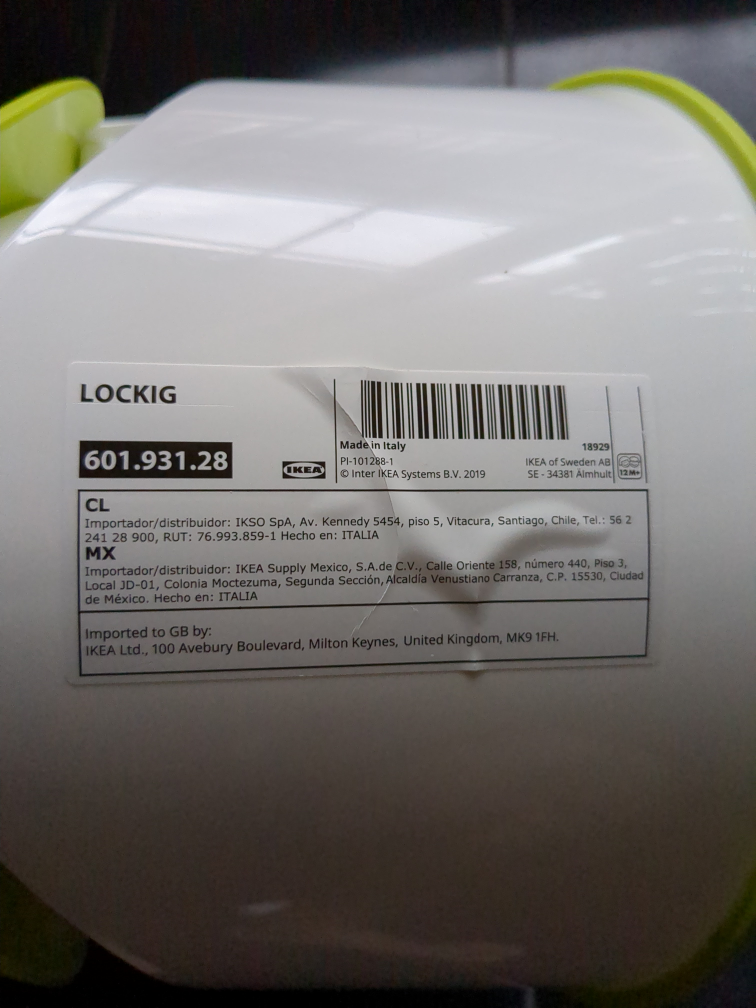 LOCKIG
601.931.28
IKEA
Made in Italy
18929
PI-101288-1
IKEA of Sweden AB
© Inter IKEA Systems B.V. 2019
SE - 34381 Älmhult
12 M+
CL
Importador/distribuidor: IKSO SpA, Av. Kennedy 5454, piso 5, Vitacura, Santiago, Chile, Tel.: 56 2
241 28 900, RUT: 76.993.859-1 Hecho en: ITALIA
MX
Importador/distribuidor: IKEA Supply Mexico, S.A.de C.V., Calle Oriente 158, número 440, Piso 3,
Local JD-01, Colonia Moctezuma, Segunda Sección, Alcaldía Venustiano Carranza, C.P. 15530, Ciudad
de México. Hecho en: ITALIA
Imported to GB by:
IKEA Ltd., 100 Avebury Boulevard, Milton Keynes, United Kingdom, MK9 1FH.